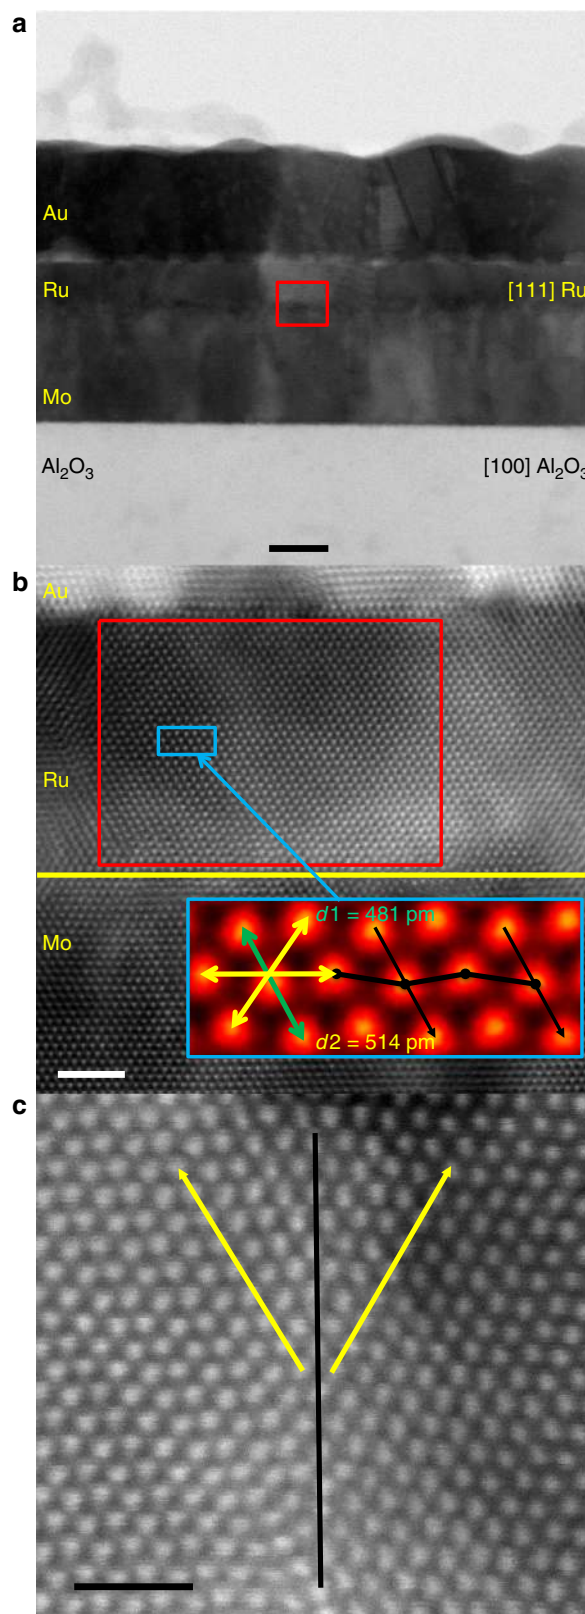 a
Au
Ru
[111] Ru
Mo
Al₂O₃
[100] Al₂O₃
b
Au
Ru
Mo
d1 = 481 pm
d2 = 514 pm
c